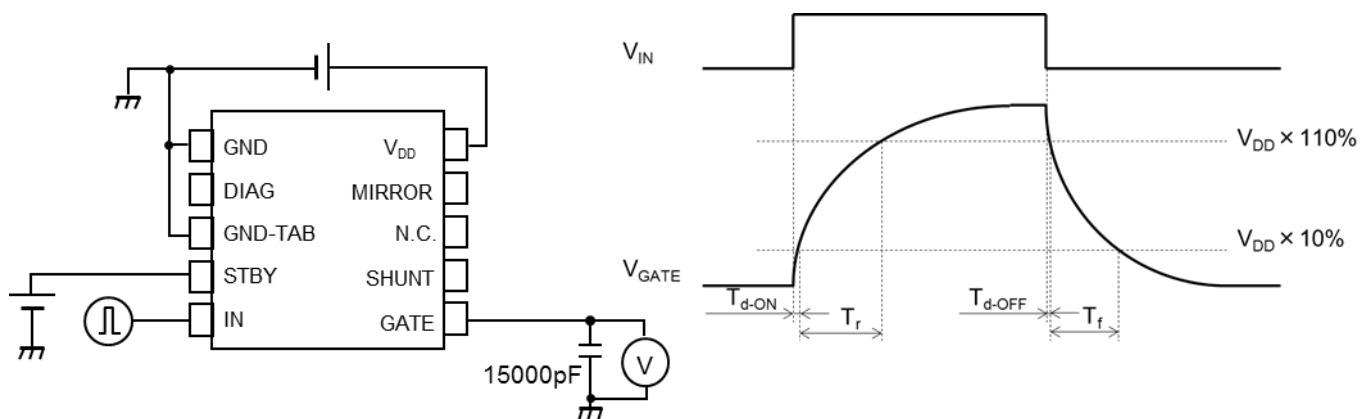 GND
DIAG
GND-TAB
STBY
IN
V_DD
MIRROR
N.C.
SHUNT
GATE
15000pF
V
V_IN
V_GATE
V_DD × 110%
V_DD × 10%
T_d-ON
T_r
T_d-OFF
T_f